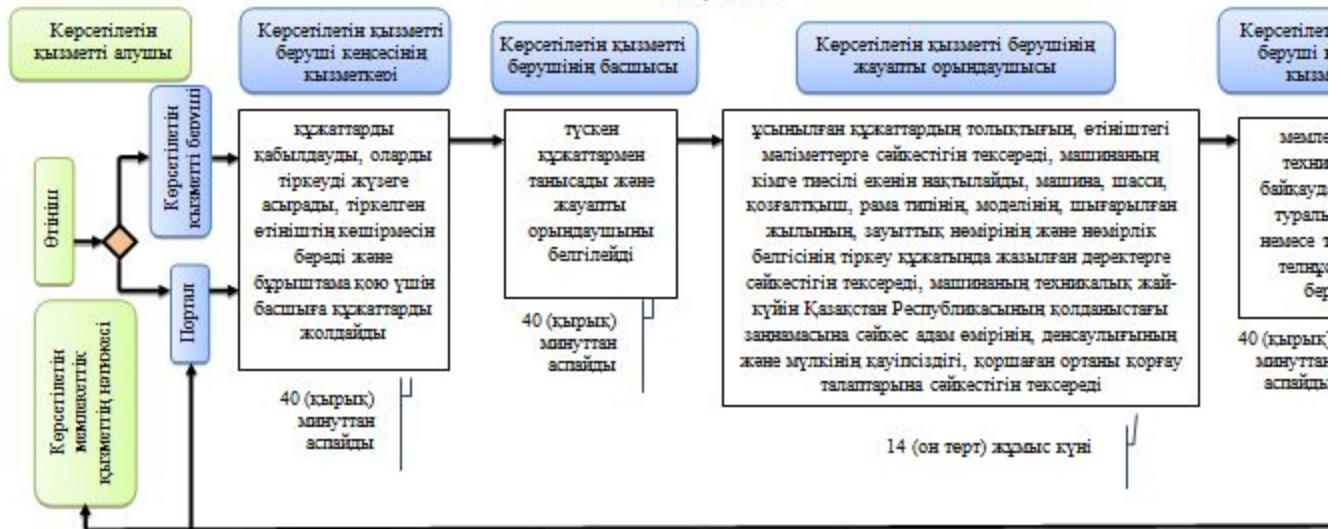 Көрсетілетін
қызметті алушы
Көрсетілетін қызметті
беруші кеңсесінің
қызметкері
Көрсетілетін қызметті
берушінің басшысы
Көрсетілетін қызметті берушінің
жауапты орындаушысы
Өтініш
Көрсетілетін
қызметті беруші
Портал
Көрсетілетін
мемлекеттік
қызметтің нәтижесі
құжаттарды
қабылдауды, оларды
тіркеуді жүзеге
асырады, тіркелген
өтініштің көшірмесін
береді және
бұрыштама қою үшін
басшыға құжаттарды
жолдайды
40 (қырық)
минуттан
аспайды
түскен
құжаттармен
танысады және
жауапты
орындаушыны
белгілейді
40 (қырық)
минуттан
аспайды
ұсынылған құжаттардың толықтығын, өтініштегі
мәліметтерге сәйкестігін тексереді, машинаның
кімге тиесілі екенін нақтылайды, машина, шасси,
қозғалтқыш, рама типінің, моделінің, шығарылған
жылының, зауыттық нөмірінің және нөмірлік
белгісінің тіркеу құжатында жазылған деректерге
сәйкестігін тексереді, машинаның техникалық жай-
күйін Қазақстан Республикасының қолданыстағы
заңнамасына сәйкес адам өмірінің, денсаулығының
және мүлкінің қауіпсіздігі, қоршаған ортаны қорғау
талаптарына сәйкестігін тексереді
14 (он төрт) жұмыс күні
беруші
туралы
немесе
40 (қырық)
минуттан
аспайды